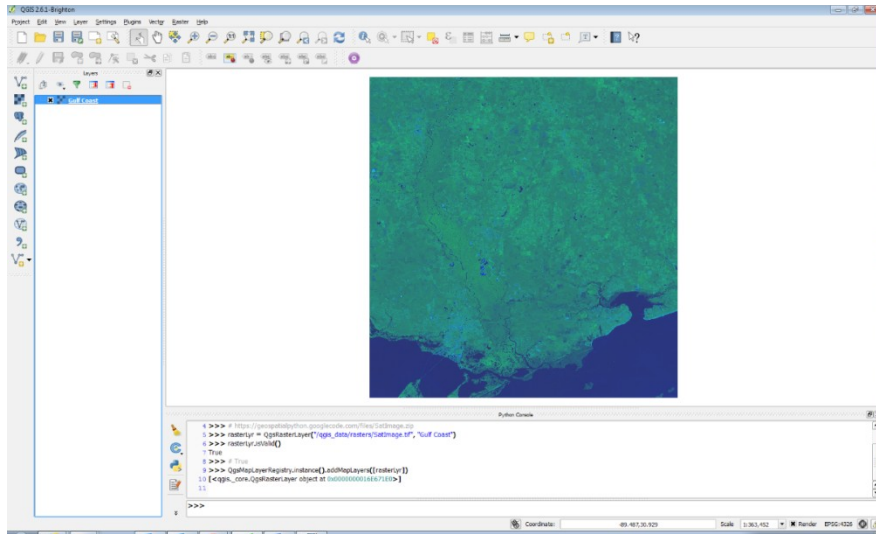 QGIS 2.6.1-Brighton
Project Edit View Layer Settings Plugins Vector Raster Help
Layers
Gulf Coast
Python Console
4 >>> # https://geospatialpython.googlecode.com/files/SatImage.zip
5 >>> rasterLyr = QgsRasterLayer("/qgis_data/rasters/SatImage.tif", "Gulf Coast")
6 >>> rasterLyr.isValid()
7 True
8 >>> # True
9 >>> QgsMapLayerRegistry.instance().addMapLayers([rasterLyr])
10 [<qgis._core.QgsRasterLayer object at 0x0000000016E671E0>]
11
>>>
Coordinate: -89.487,30.929 Scale 1:363,452 Render EPSG:4326